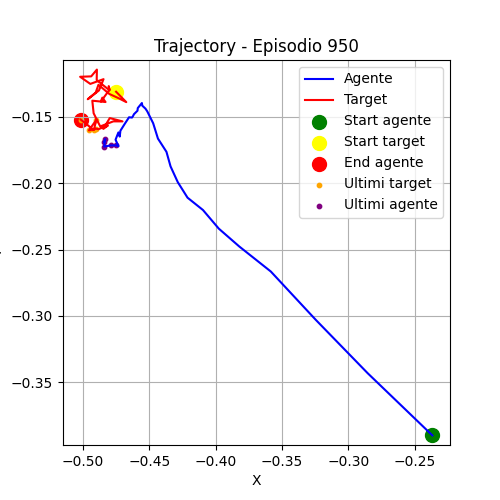 Trajectory - Episodio 950
Agente
Target
Start agente
Start target
End agente
Ultimi target
Ultimi agente
−0.15
−0.20
−0.25
−0.30
−0.35
−0.50 −0.45 −0.40 −0.35 −0.30 −0.25
X